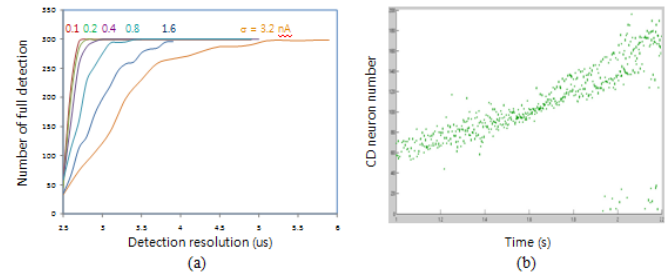 0.1 0.2 0.4 0.8 1.6 σ = 3.2 nA
350
300
250
200
150
100
50
0
2.5 3 3.5 4 4.5 5 5.5 6
Number of full detection
Detection resolution (us)
(a)
CD neuron number
Time (s)
(b)